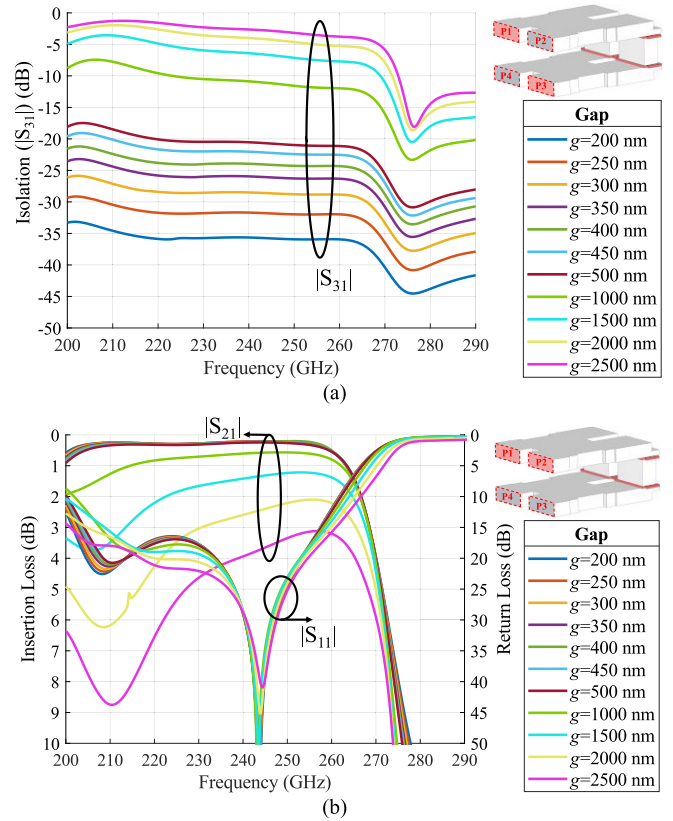 0
-5
-10
-15
-20
-25
-30
-35
-40
-45
-50
Isolation (|S31|) (dB)
|S31|
200 210 220 230 240 250 260 270 280 290
Frequency (GHz)
(a)
P1 P2
P4 P3
Gap
g=200 nm
g=250 nm
g=300 nm
g=350 nm
g=400 nm
g=450 nm
g=500 nm
g=1000 nm
g=1500 nm
g=2000 nm
g=2500 nm
|S21|
0
1
2
3
4
5
6
7
8
9
10
Insertion Loss (dB)
|S11|
0
5
10
15
20
25
30
35
40
45
50
Return Loss (dB)
200 210 220 230 240 250 260 270 280 290
Frequency (GHz)
(b)
P1 P2
P4 P3
Gap
g=200 nm
g=250 nm
g=300 nm
g=350 nm
g=400 nm
g=450 nm
g=500 nm
g=1000 nm
g=1500 nm
g=2000 nm
g=2500 nm